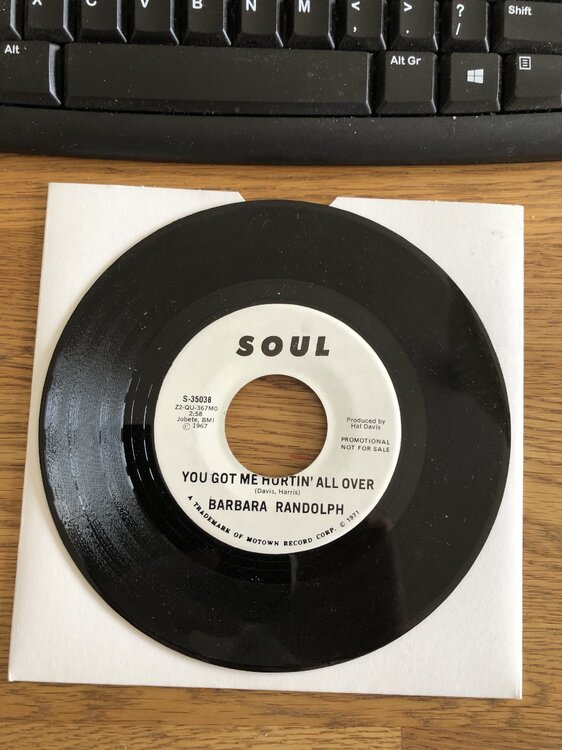 X C V B N M < , > . ? / Shift
Alt Alt Gr
SOUL
S-35038
Z2-QU-367M0
2:58
Jobete, BMI
© 1967
Produced by
Hal Davis
PROMOTIONAL
NOT FOR SALE
YOU GOT ME HURTIN' ALL OVER
(Davis, Harris)
BARBARA RANDOLPH
A TRADEMARK OF MOTOWN RECORD CORP. © 1971